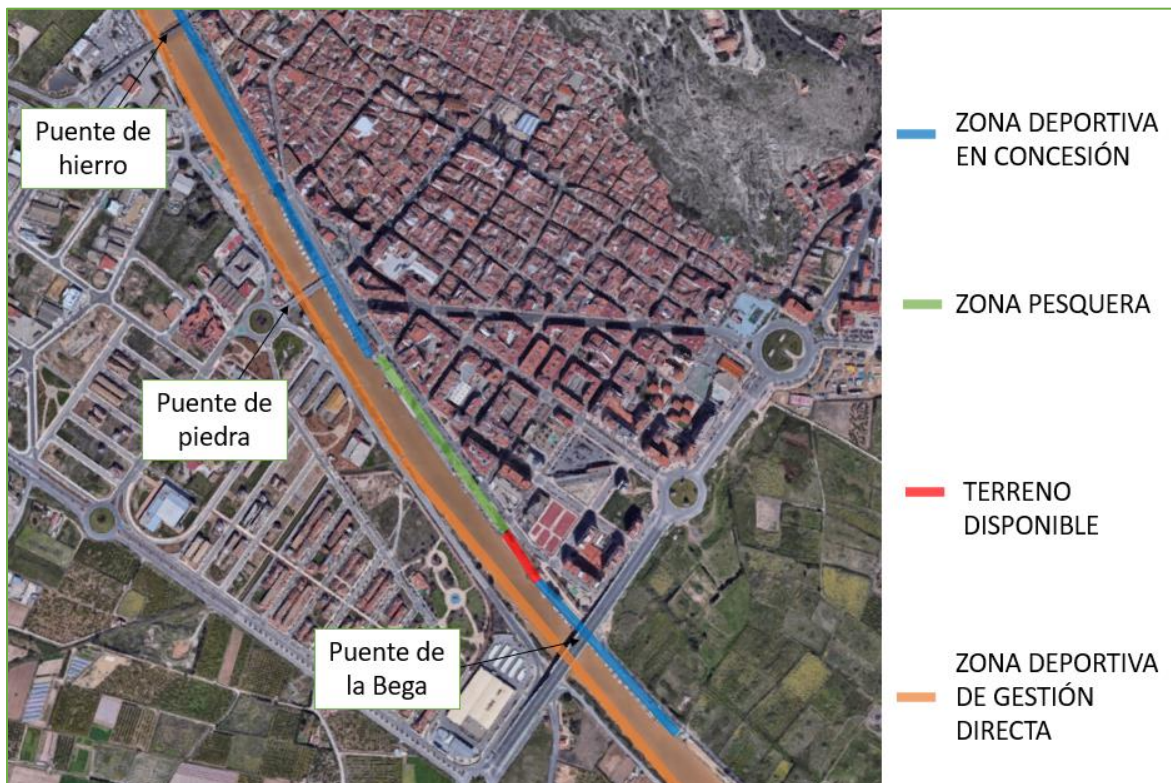 Puente de
hierro
Puente de
piedra
Puente de
la Bega
ZONA DEPORTIVA
EN CONCESIÓN
ZONA PESQUERA
TERRENO
DISPONIBLE
ZONA DEPORTIVA
DE GESTIÓN
DIRECTA